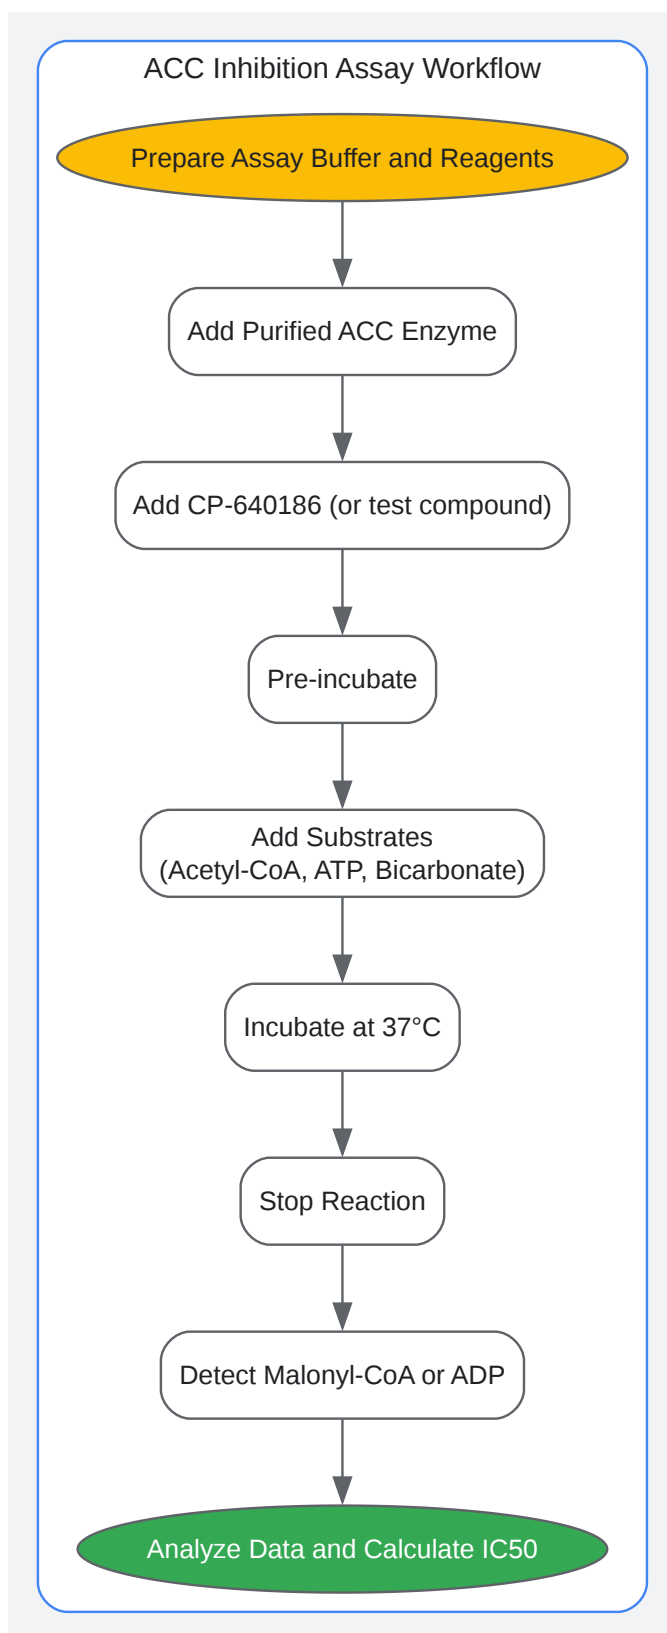 ACC Inhibition Assay Workflow
Prepare Assay Buffer and Reagents
Add Purified ACC Enzyme
Add CP-640186 (or test compound)
Pre-incubate
Add Substrates
(Acetyl-CoA, ATP, Bicarbonate)
Incubate at 37°C
Stop Reaction
Detect Malonyl-CoA or ADP
Analyze Data and Calculate IC50